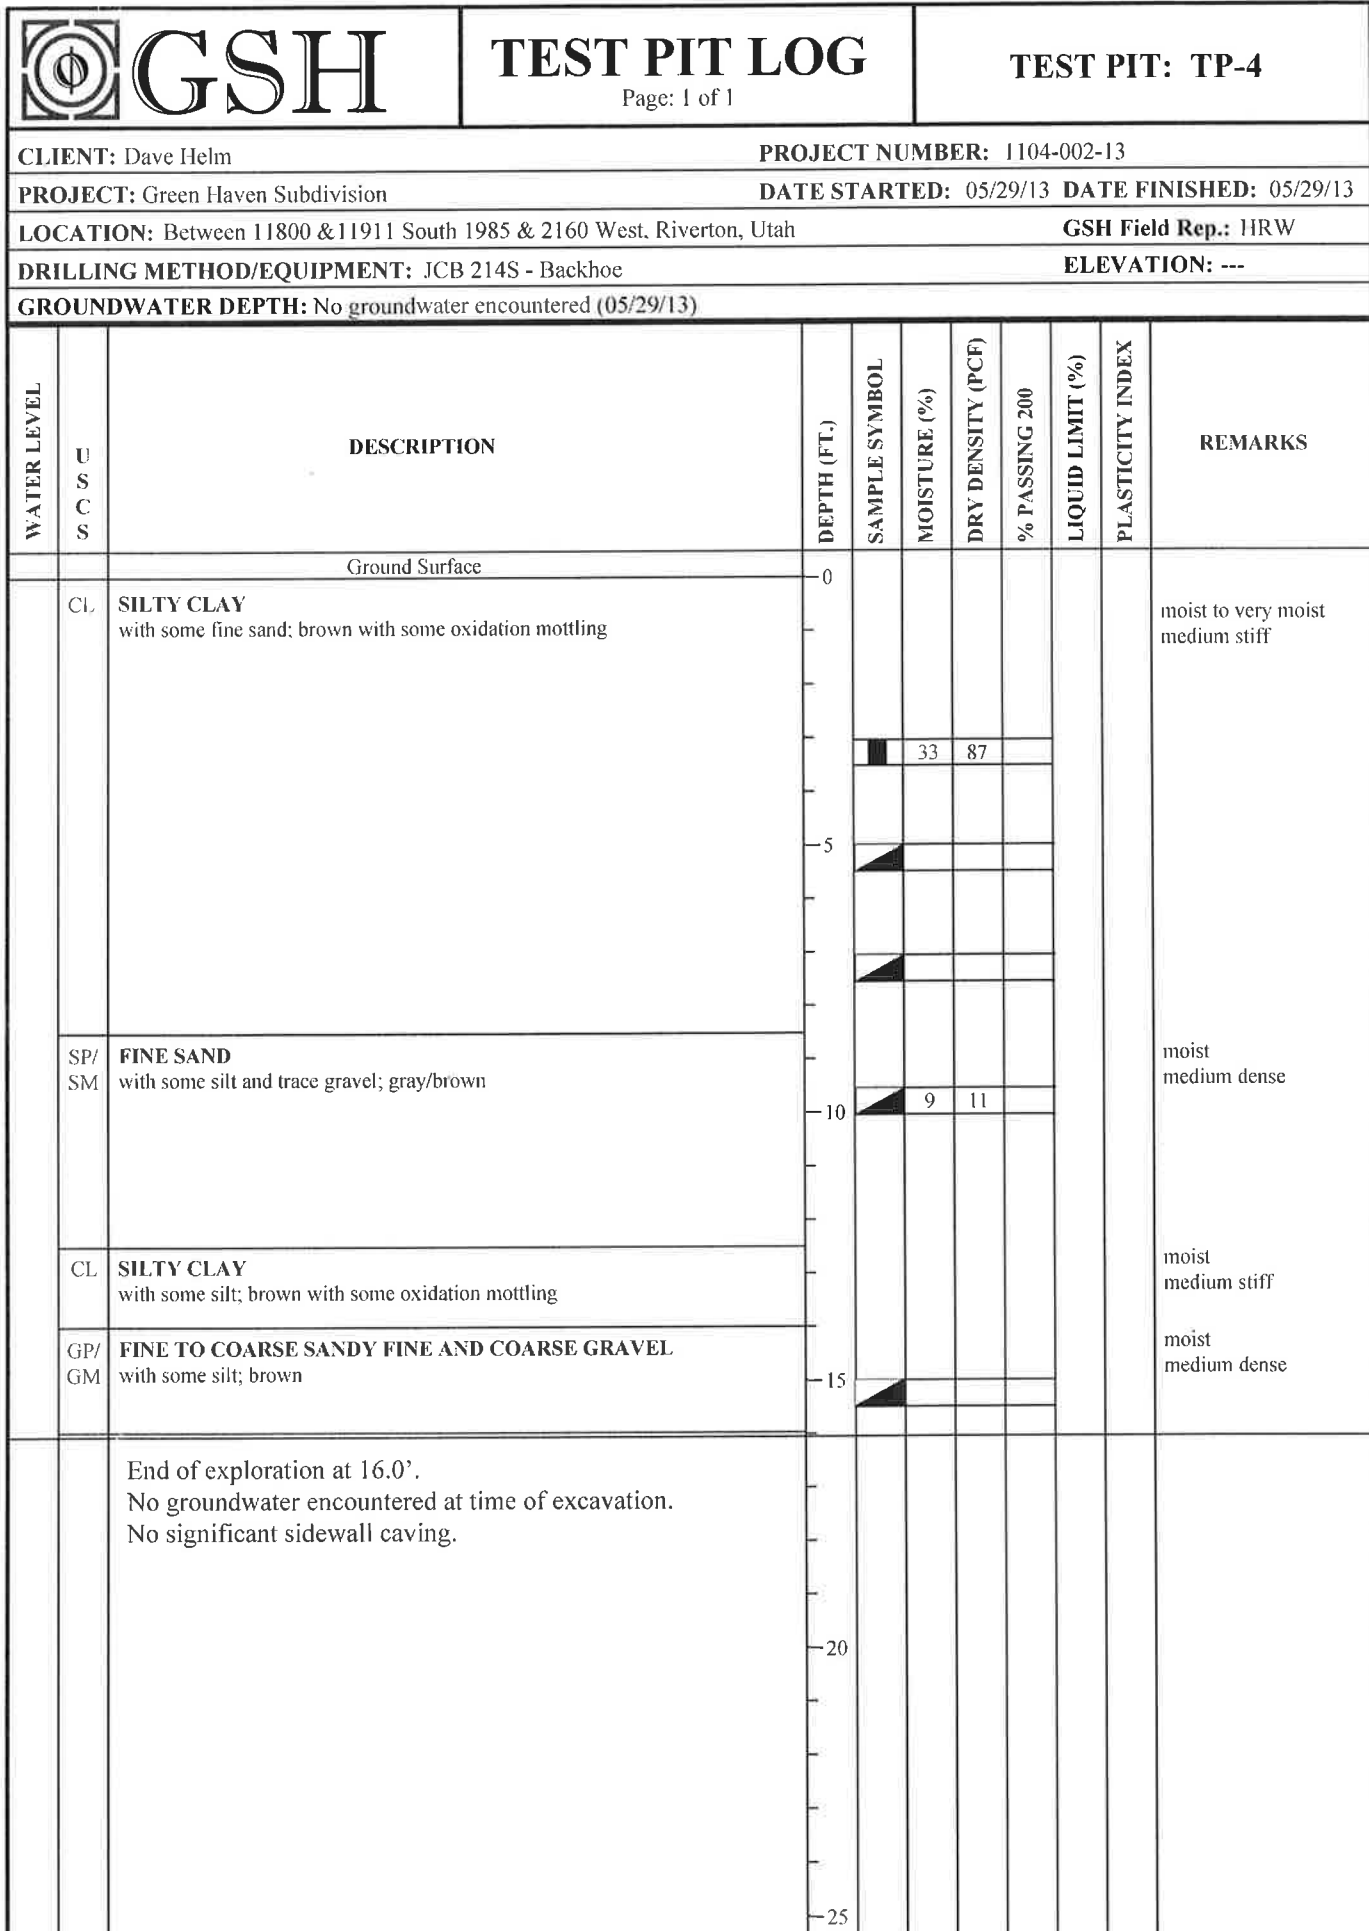 GSH
TEST PIT LOG
Page: 1 of 1
TEST PIT: TP-4
CLIENT: Dave Helm
PROJECT NUMBER: 1104-002-13
PROJECT: Green Haven Subdivision
DATE STARTED: 05/29/13 DATE FINISHED: 05/29/13
LOCATION: Between 11800 &11911 South 1985 & 2160 West, Riverton, Utah
GSH Field Rep.: HRW
DRILLING METHOD/EQUIPMENT: JCB 214S - Backhoe
ELEVATION: ---
GROUNDWATER DEPTH: No groundwater encountered (05/29/13)
WATER LEVEL
U
S
C
S
DESCRIPTION
DEPTH (FT.)
SAMPLE SYMBOL
MOISTURE (%)
DRY DENSITY (PCF)
% PASSING 200
LIQUID LIMIT (%)
PLASTICITY INDEX
REMARKS
Ground Surface
0
CL SILTY CLAY
with some fine sand; brown with some oxidation mottling
moist to very moist
medium stiff
33 87
5
SP/ FINE SAND
SM with some silt and trace gravel; gray/brown
moist
medium dense
9 11
10
CL SILTY CLAY
with some silt; brown with some oxidation mottling
moist
medium stiff
GP/ FINE TO COARSE SANDY FINE AND COARSE GRAVEL
GM with some silt; brown
moist
medium dense
15
End of exploration at 16.0’.
No groundwater encountered at time of excavation.
No significant sidewall caving.
20
25